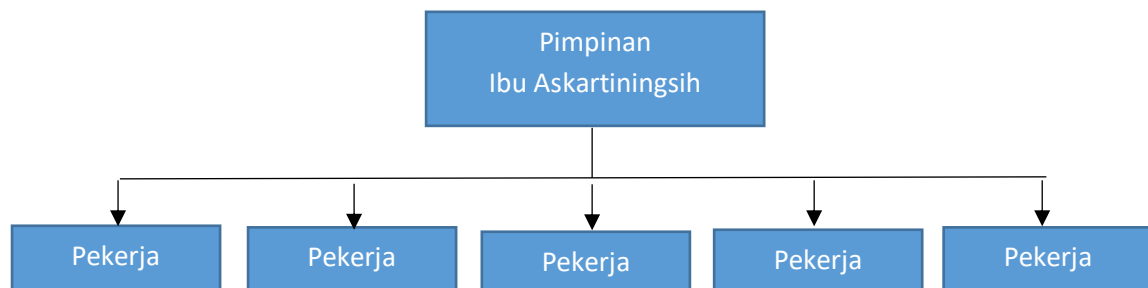 Pimpinan
Ibu Askartiningsih
Pekerja
Pekerja
Pekerja
Pekerja
Pekerja